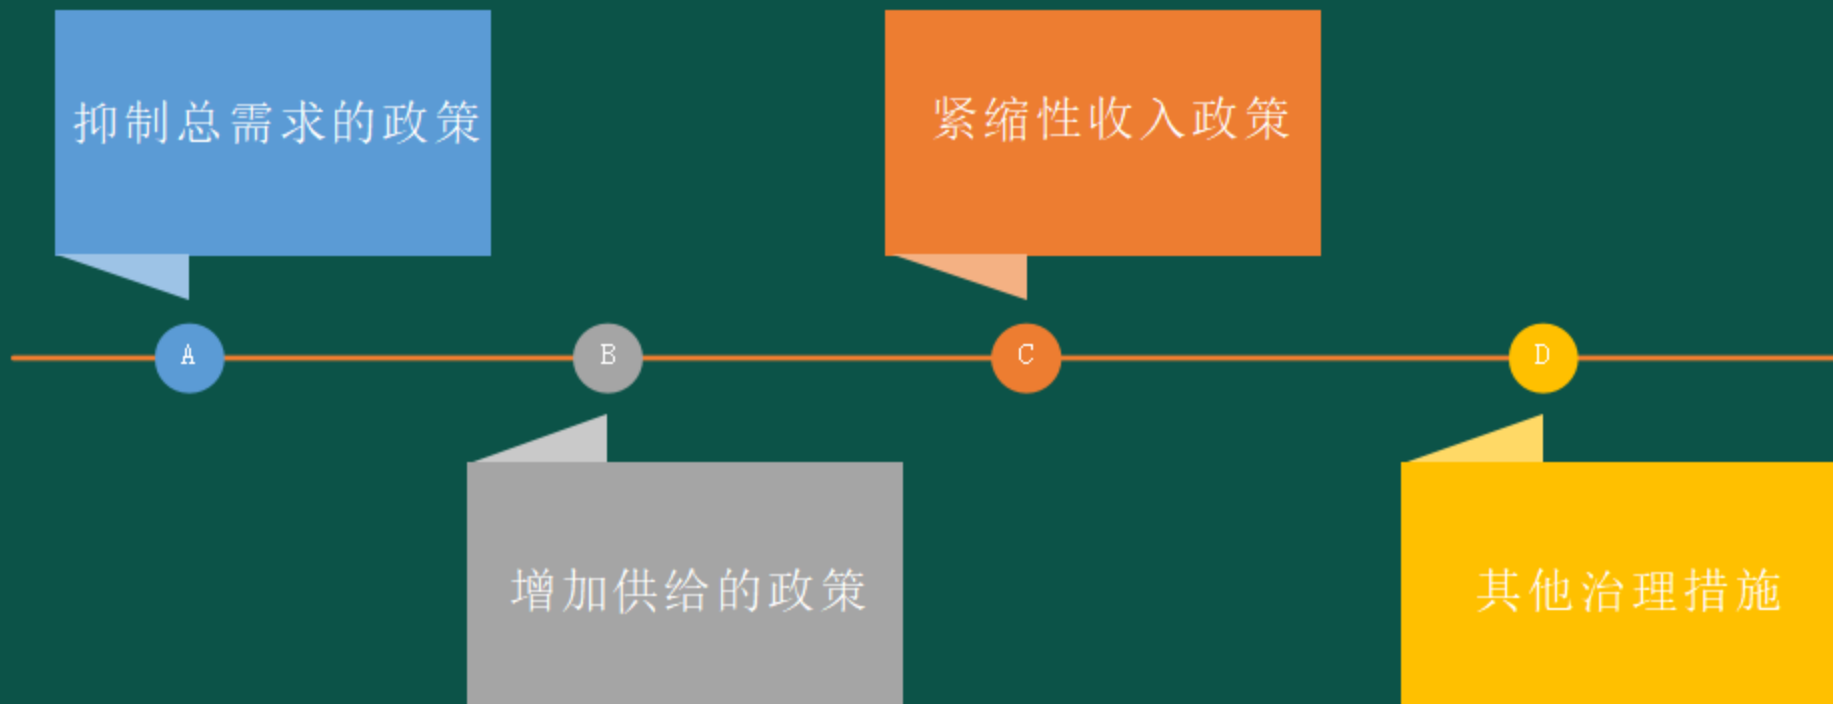 抑制总需求的政策
紧缩性收入政策
A
B
C
D
增加供给的政策
其他治理措施